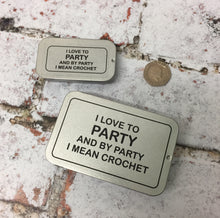 I LOVE TO
PARTY
AND BY PARTY
I MEAN CROCHET
I LOVE TO
PARTY
AND BY PARTY
I MEAN CROCHET